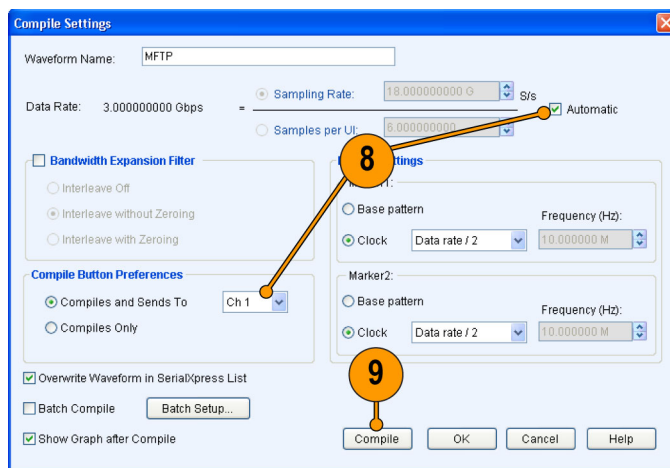 Compile Settings
Waveform Name: MFTP
Data Rate: 3.000000000 Gbps = Sampling Rate: 18.000000000 G S/s
Samples per UI: 6.000000000
Automatic
8
Bandwidth Expansion Filter
Interleave Off
Interleave without Zeroing
Interleave with Zeroing
Compile Button Preferences
Compiles and Sends To Ch 1
Compiles Only
ttings
Base pattern
Frequency (Hz):
Clock Data rate / 2 10.000000 M
Marker2:
Base pattern
Frequency (Hz):
Clock Data rate / 2 10.000000 M
Overwrite Waveform in SerialXpress List
Batch Compile Batch Setup...
Show Graph after Compile
9
Compile OK Cancel Help